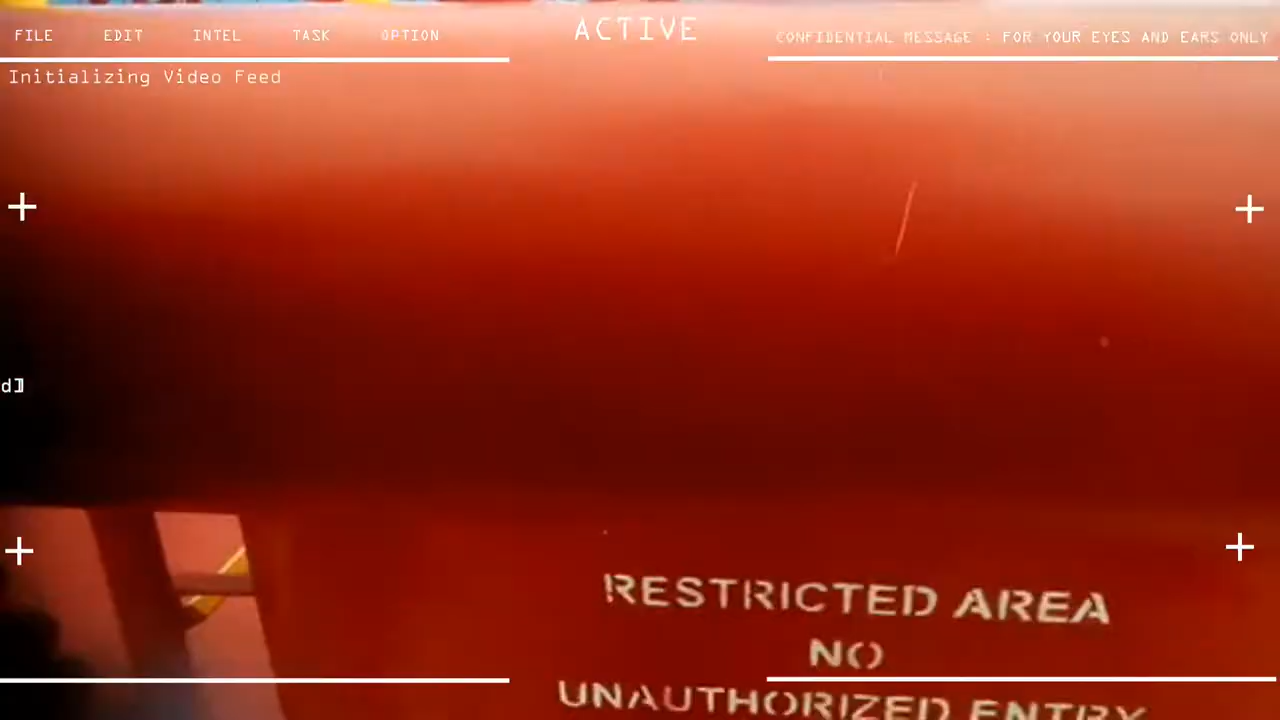 FILE EDIT INTEL TASK OPTION
ACTIVE
CONFIDENTIAL MESSAGE : FOR YOUR EYES AND EARS ONLY
Initializing Video Feed
d]
RESTRICTED AREA
NO
UNAUTHORIZED ENTRY